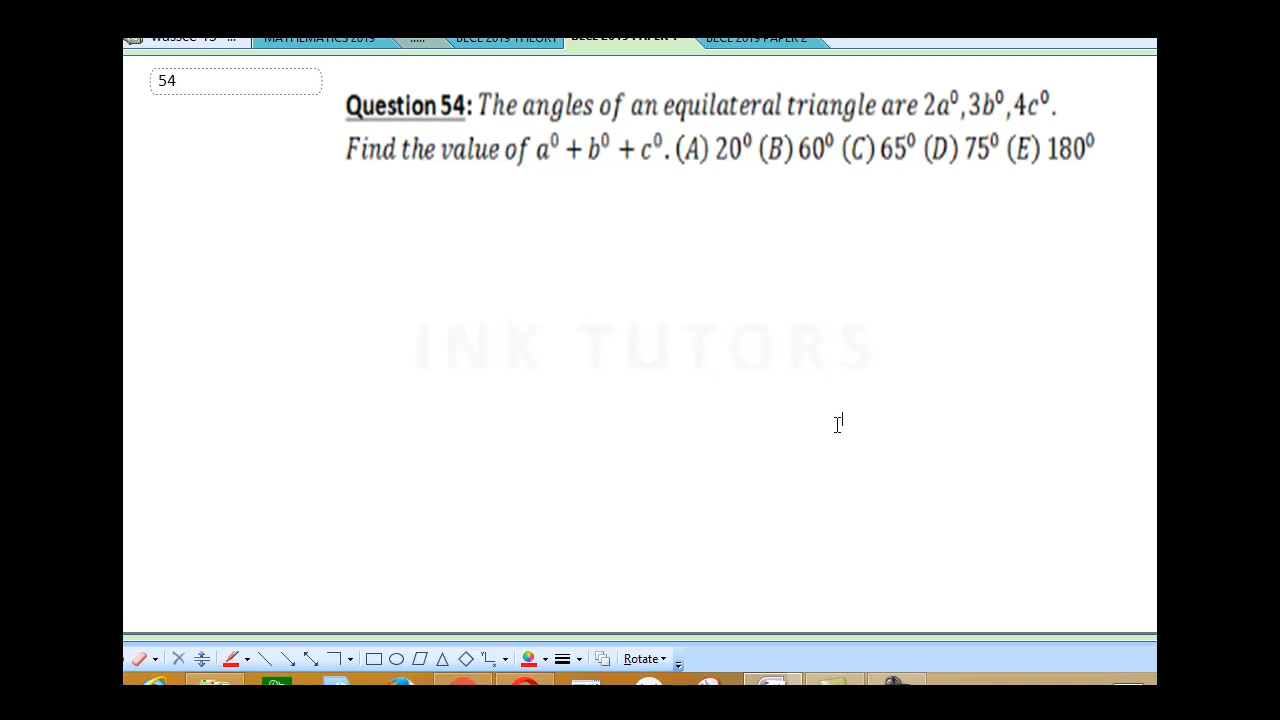 MATHEMATICS 2019 ..... BECE 2019 THEORY BECE 2019 PAPER 2
54
Question 54: The angles of an equilateral triangle are 2a⁰,3b⁰,4c⁰.
Find the value of a⁰ + b⁰ + c⁰. (A) 20⁰ (B) 60⁰ (C) 65⁰ (D) 75⁰ (E) 180⁰
INK TUTORS
Rotate